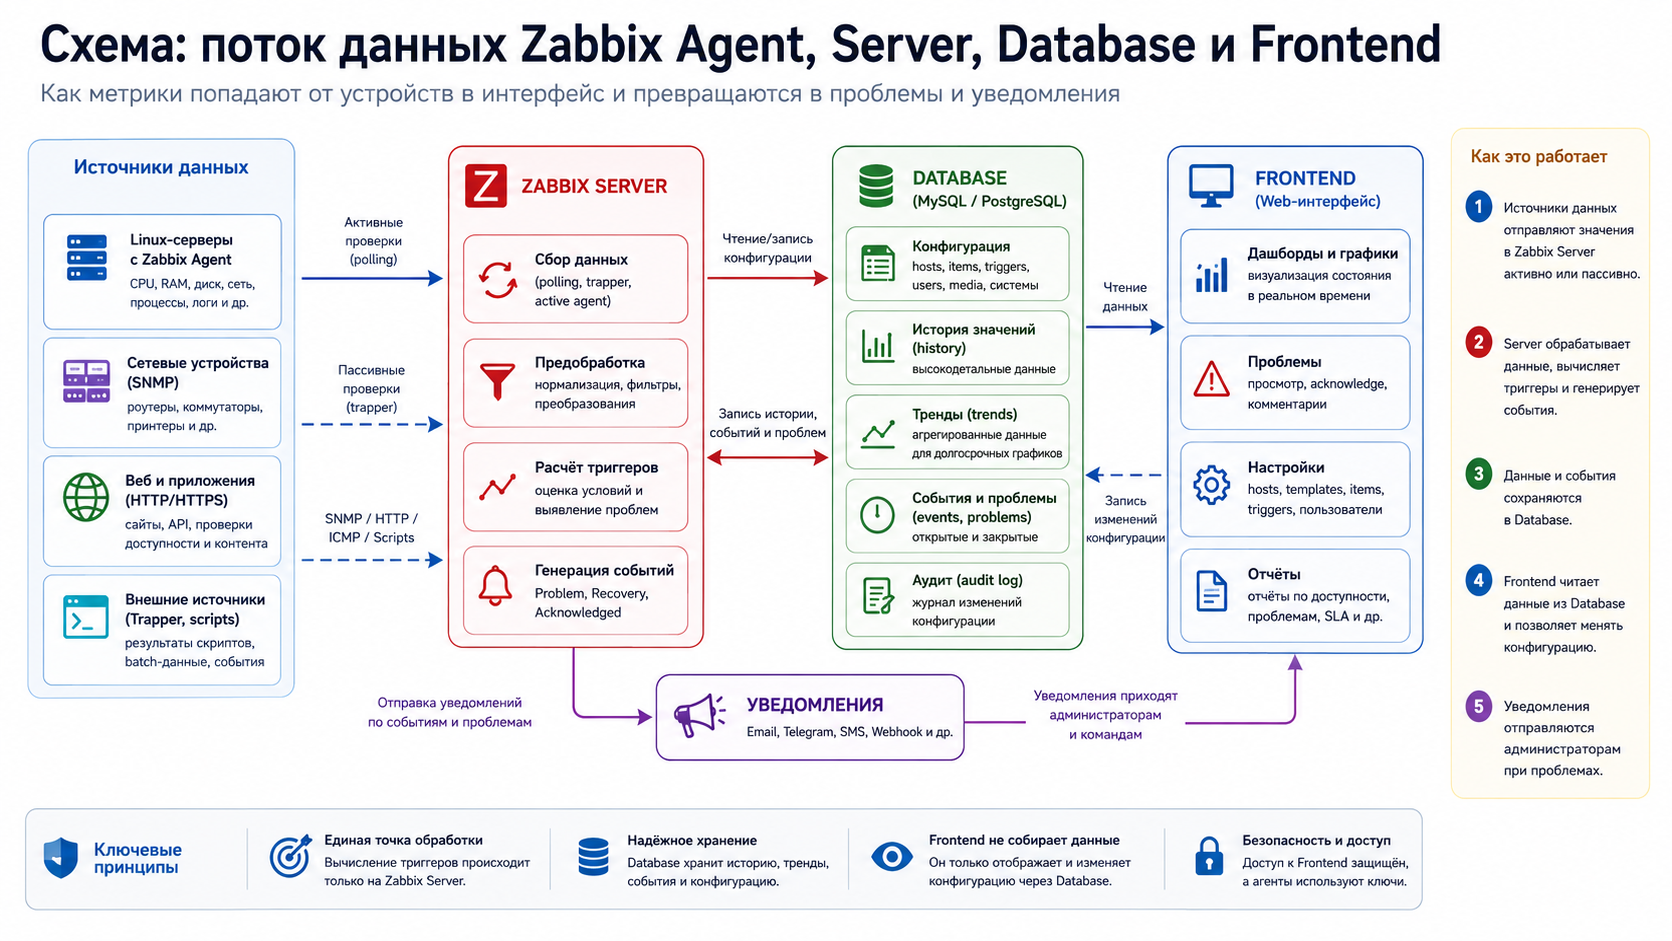 Схема: поток данных Zabbix Agent, Server, Database и Frontend
Как метрики попадают от устройств в интерфейс и превращаются в проблемы и уведомления
Источники данных
Linux-серверы
с Zabbix Agent
CPU, RAM, диск, сеть,
процессы, логи и др.
Сетевые устройства
(SNMP)
роутеры, коммутаторы,
принтеры и др.
Веб и приложения
(HTTP/HTTPS)
сайты, API, проверки
доступности и контента
Внешние источники
(Trapper, scripts)
результаты скриптов,
batch-данные, события
Активные
проверки
(polling)
Пассивные
проверки
(trapper)
SNMP / HTTP /
ICMP / Scripts
Z
ZABBIX SERVER
Сбор данных
(polling, trapper,
active agent)
Предобработка
нормализация, фильтры,
преобразования
Расчёт триггеров
оценка условий и
выявление проблем
Генерация событий
Problem, Recovery,
Acknowledged
Чтение/запись
конфигурации
Запись истории,
событий и проблем
DATABASE
(MySQL / PostgreSQL)
Конфигурация
hosts, items, triggers,
users, media, системы
История значений
(history)
высокодетальные данные
Тренды (trends)
агрегированные данные
для долгосрочных графиков
События и проблемы
(events, problems)
открытые и закрытые
Аудит (audit log)
журнал изменений
конфигурации
Чтение
данных
Запись
изменений
конфигурации
FRONTEND
(Web-интерфейс)
Дашборды и графики
визуализация состояния
в реальном времени
Проблемы
просмотр, acknowledge,
комментарии
Настройки
hosts, templates, items,
triggers, пользователи
Отчёты
отчёты по доступности,
проблемам, SLA и др.
Отправка уведомлений
по событиям и проблемам
УВЕДОМЛЕНИЯ
Email, Telegram, SMS, Webhook и др.
Уведомления приходят
администраторам
и командам
Как это работает
1
Источники данных
отправляют значения
в Zabbix Server
активно или пассивно.
2
Server обрабатывает
данные, вычисляет
триггеры и генерирует
события.
3
Данные и события
сохраняются
в Database.
4
Frontend читает
данные из Database
и позволяет менять
конфигурацию.
5
Уведомления
отправляются
администраторам
при проблемах.
Ключевые
принципы
Единая точка обработки
Вычисление триггеров происходит
только на Zabbix Server.
Надёжное хранение
Database хранит историю, тренды,
события и конфигурацию.
Frontend не собирает данные
Он только отображает и изменяет
конфигурацию через Database.
Безопасность и доступ
Доступ к Frontend защищён,
а агенты используют ключи.